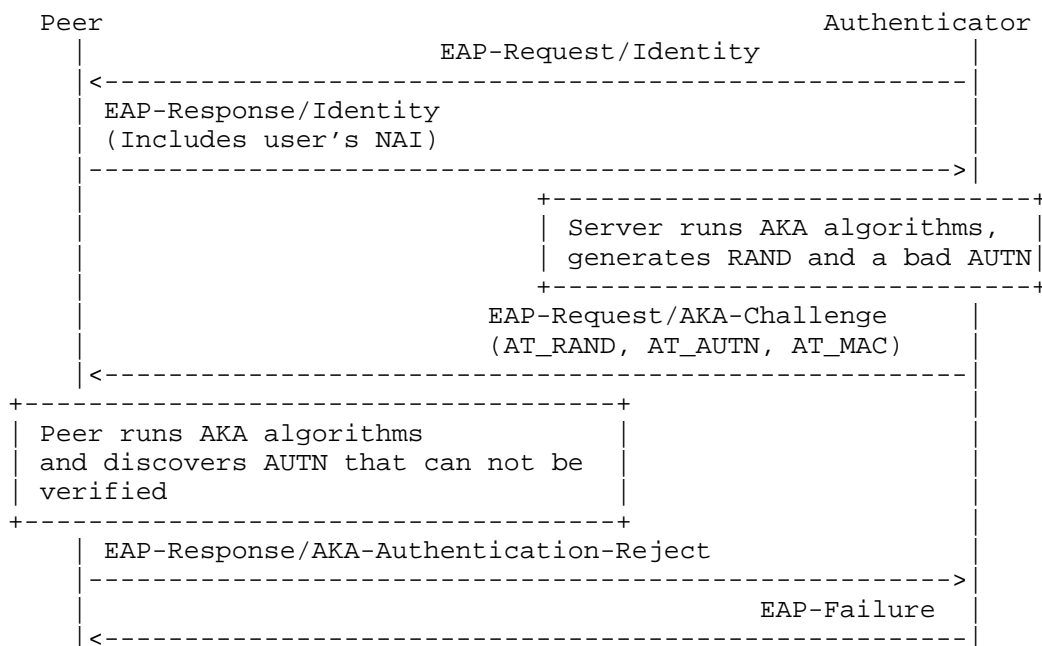 Peer Authenticator
EAP-Request/Identity
EAP-Response/Identity
(Includes user's NAI)
Server runs AKA algorithms,
generates RAND and a bad AUTN
EAP-Request/AKA-Challenge
(AT_RAND, AT_AUTN, AT_MAC)
Peer runs AKA algorithms
and discovers AUTN that can not be
verified
EAP-Response/AKA-Authentication-Reject
EAP-Failure